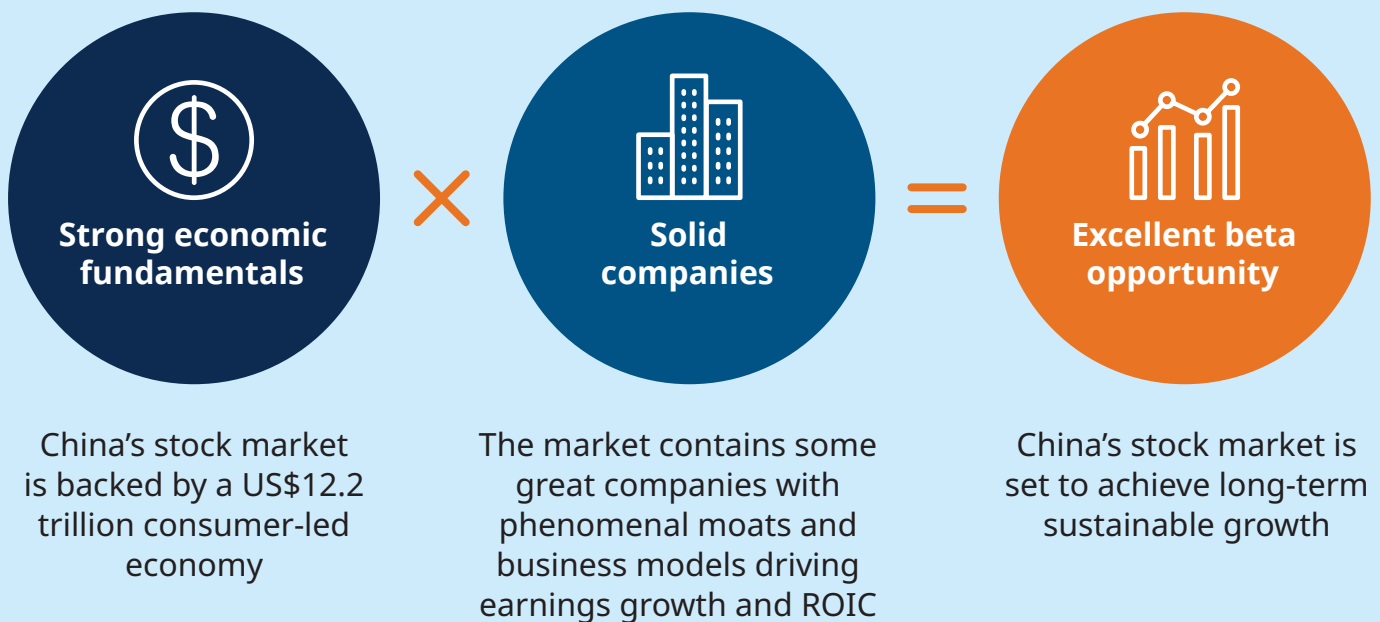 Strong economic
fundamentals
Solid
companies
Excellent beta
opportunity
China’s stock market
is backed by a US$12.2
trillion consumer-led
economy
The market contains some
great companies with
phenomenal moats and
business models driving
earnings growth and ROIC
China’s stock market is
set to achieve long-term
sustainable growth